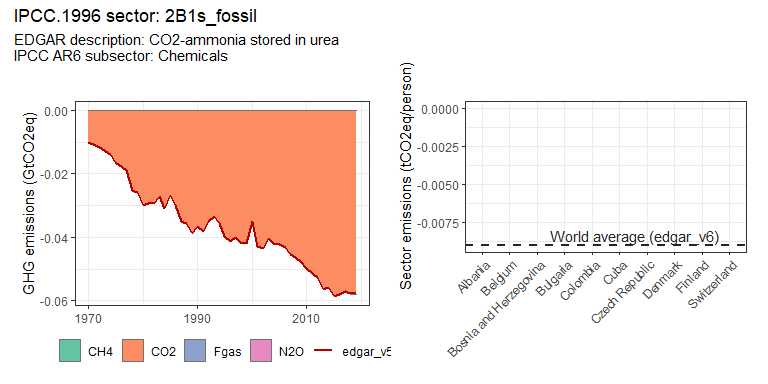 IPCC.1996 sector: 2B1s_fossil
EDGAR description: CO2-ammonia stored in urea
IPCC AR6 subsector: Chemicals
GHG emissions (GtCO2eq)
0.00
-0.02
-0.04
-0.06
1970
1990
2010
CH4
CO2
Fgas
N2O
edgar_v5
Sector emissions (tCO2eq/person)
0.0000
-0.0025
-0.0050
-0.0075
World average (edgar_v6)
Albania
Belgium
Bosnia and Herzegovina
Bulgaria
Colombia
Cuba
Czech Republic
Denmark
Finland
Switzerland